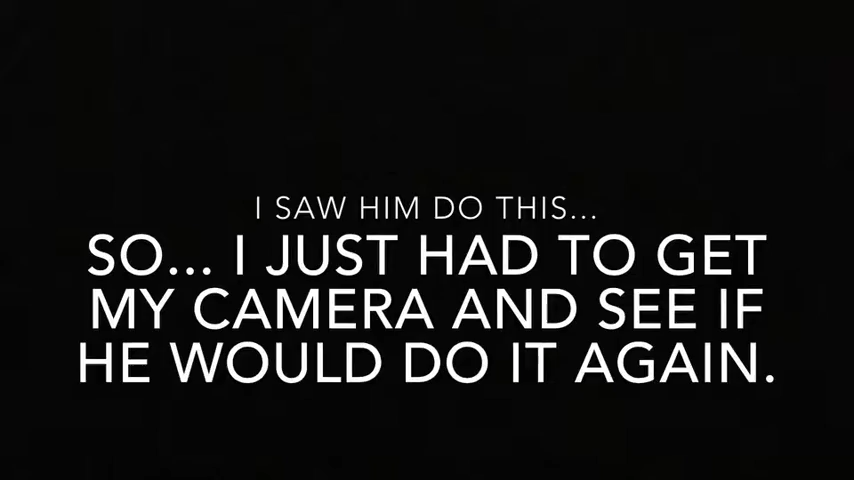 I SAW HIM DO THIS...
SO... I JUST HAD TO GET
MY CAMERA AND SEE IF
HE WOULD DO IT AGAIN.